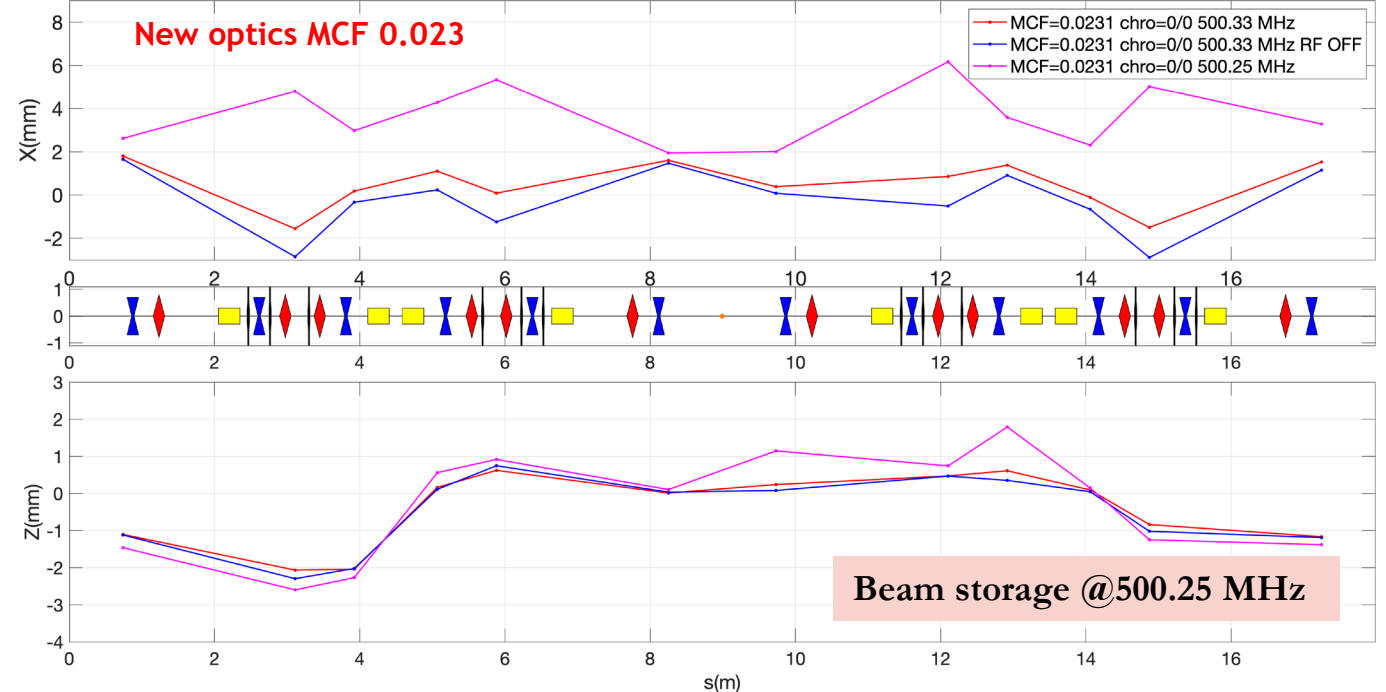 New optics MCF 0.023
MCF=0.0231 chro=0/0 500.33 MHz
MCF=0.0231 chro=0/0 500.33 MHz RF OFF
MCF=0.0231 chro=0/0 500.25 MHz
X(mm)
8
6
4
2
0
-2
0 2 4 6 8 10 12 14 16
1
0
-1
0 2 4 6 8 10 12 14 16
Z(mm)
3
2
1
0
-1
-2
-3
-4
Beam storage @500.25 MHz
0 2 4 6 8 10 12 14 16
s(m)